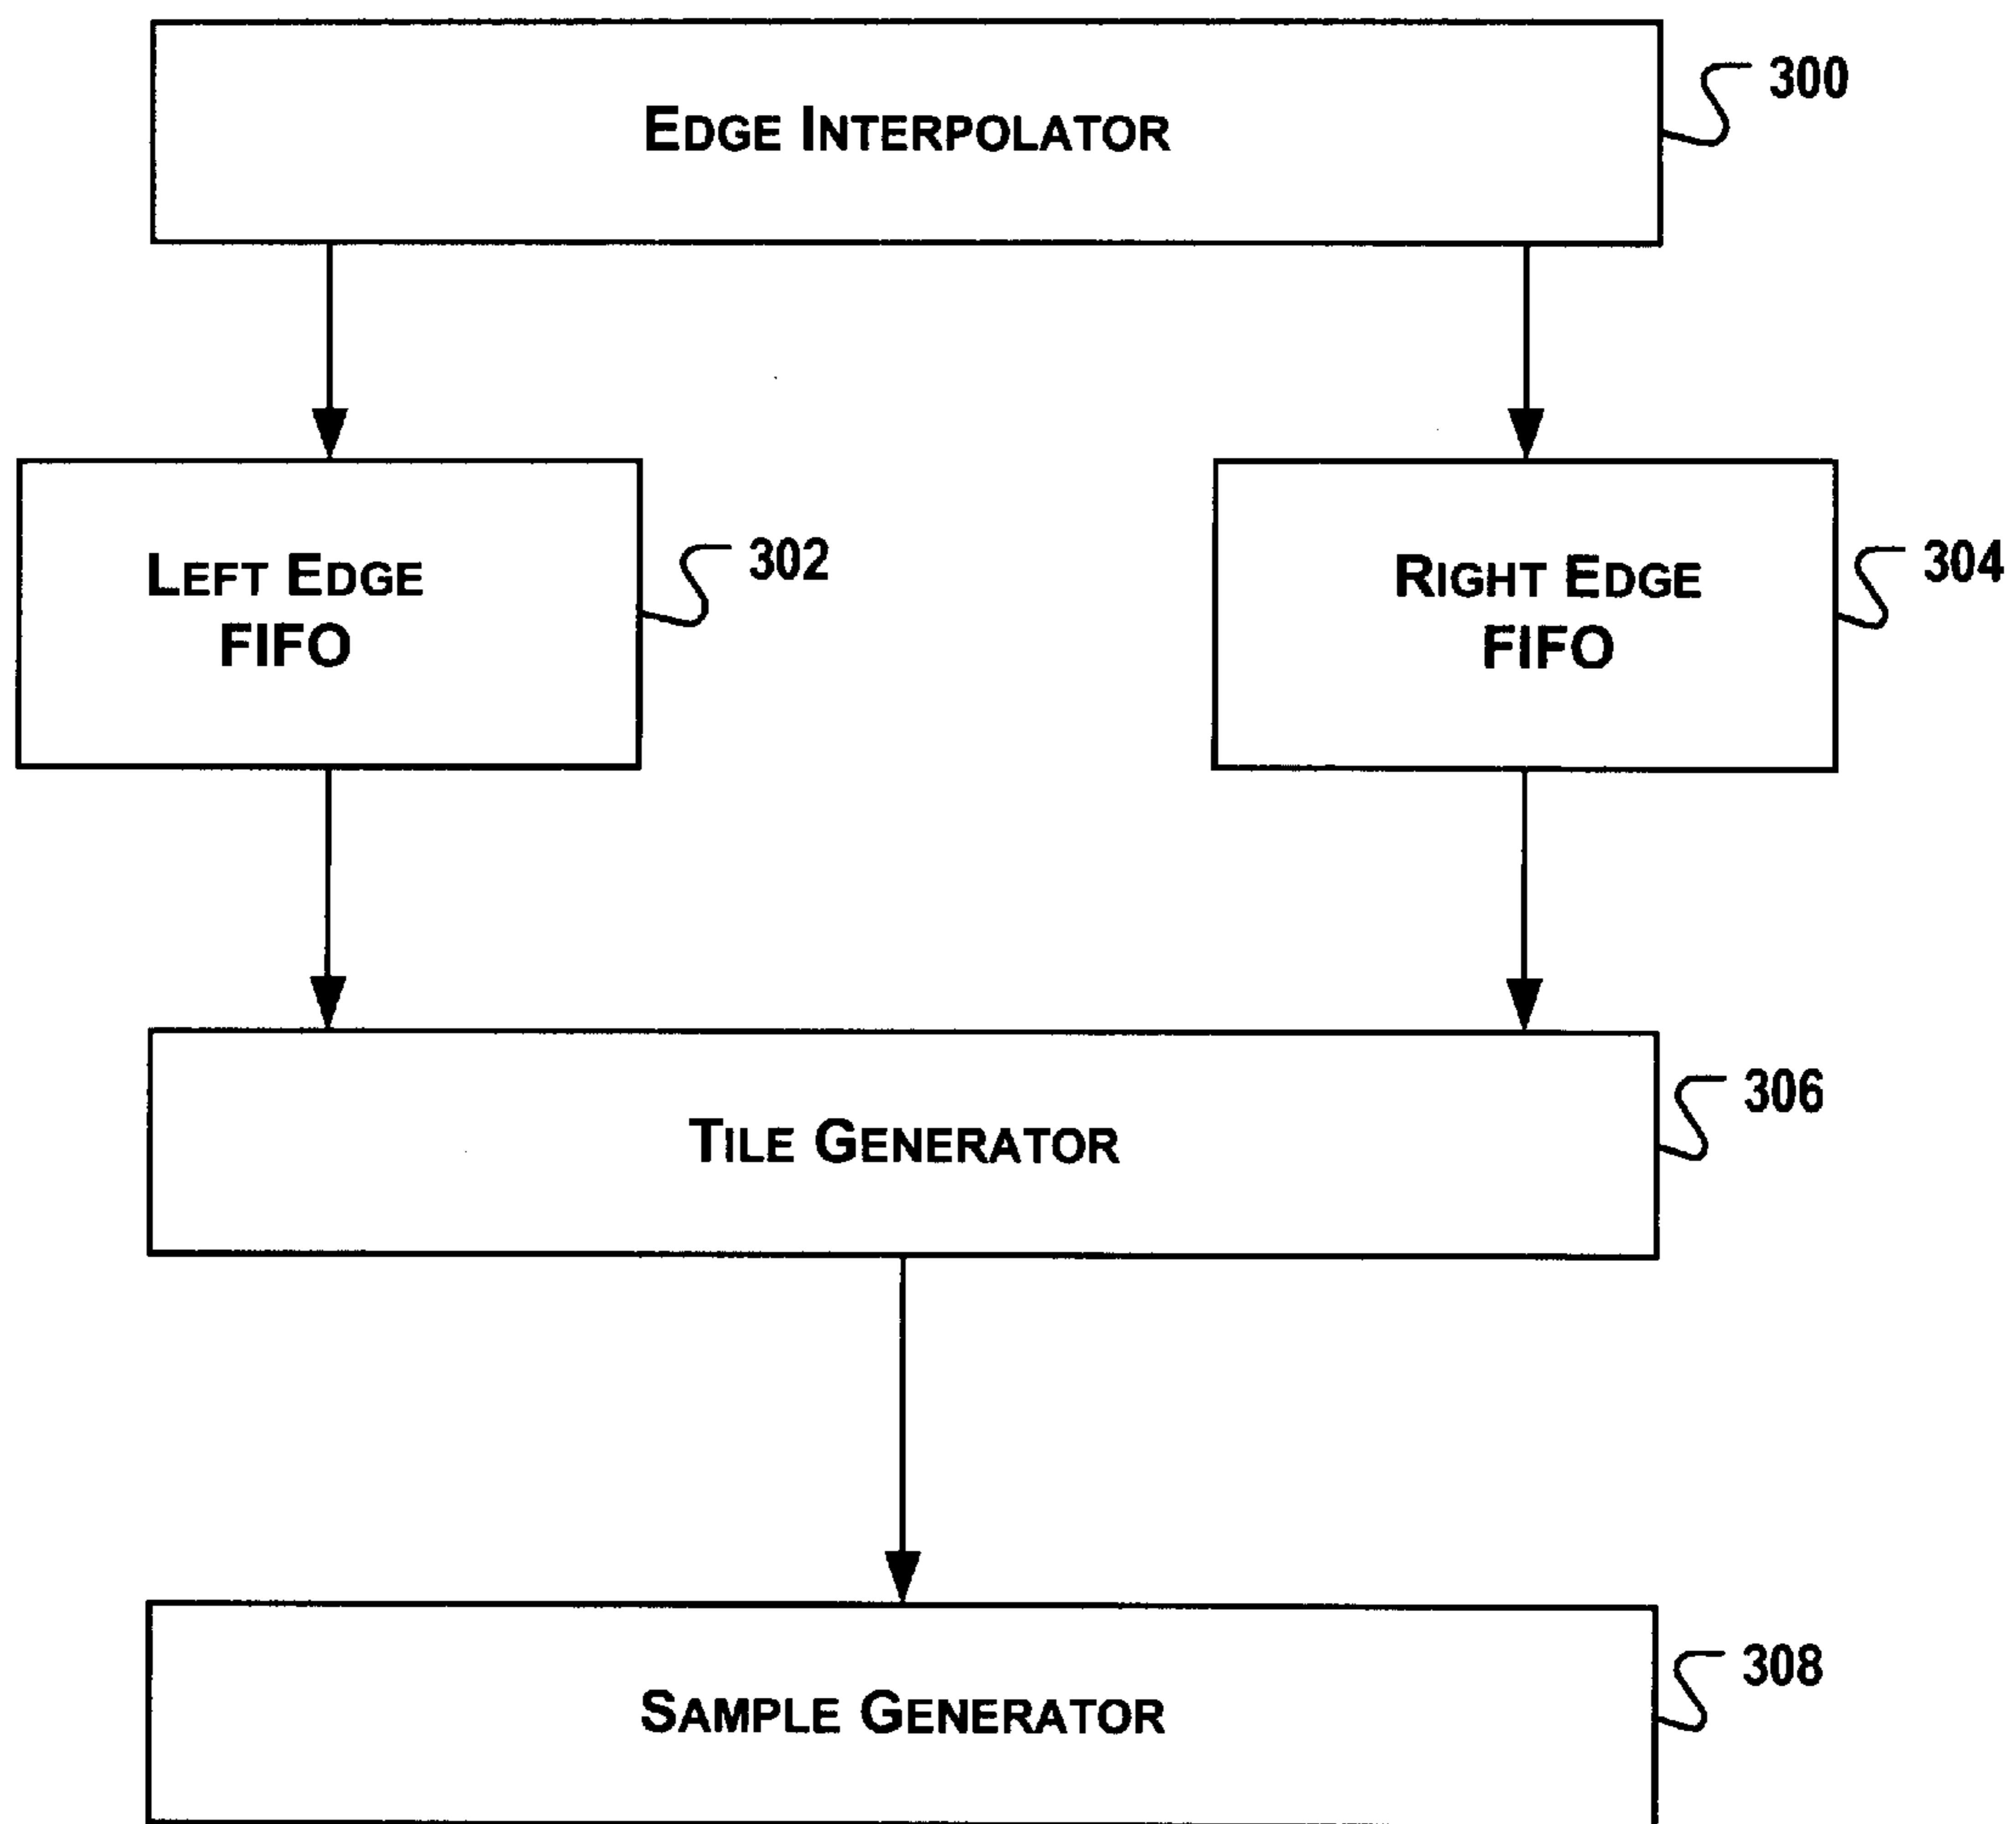 EDGE INTERPOLATOR
300
LEFT EDGE
FIFO
302
RIGHT EDGE
FIFO
304
TILE GENERATOR
306
SAMPLE GENERATOR
308